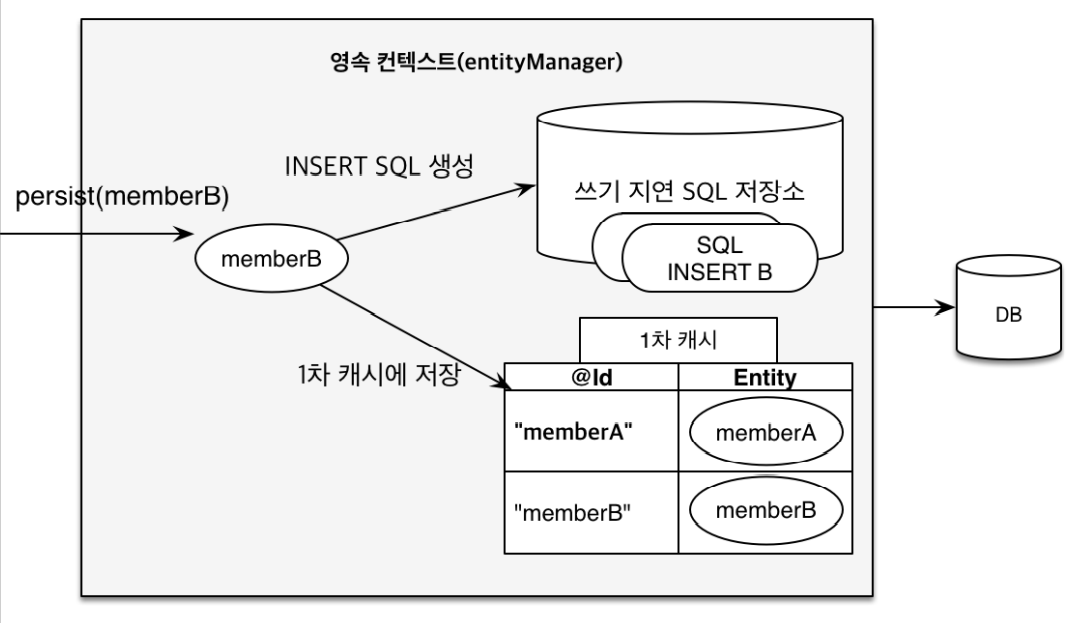 영속 컨텍스트(entityManager)
INSERT SQL 생성
persist(memberB)
쓰기 지연 SQL 저장소
memberB
SQL
INSERT B
DB
1차 캐시
1차 캐시에 저장
@Id Entity
"memberA" memberA
"memberB" memberB